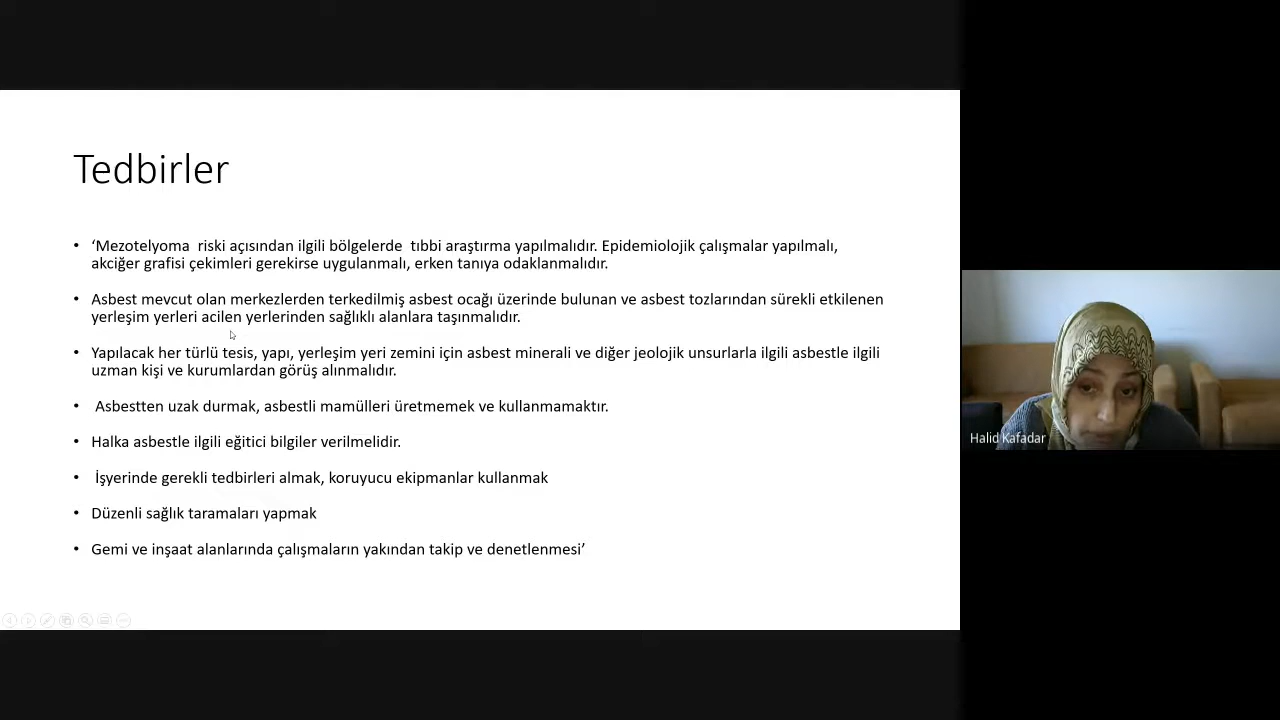 Tedbirler
• ‘Mezotelyoma  riski açısından ilgili bölgelerde  tıbbi araştırma yapılmalıdır. Epidemiolojik çalışmalar yapılmalı,
akciğer grafisi çekimleri gerekirse uygulanmalı, erken tanıya odaklanmalıdır.
• Asbest mevcut olan merkezlerden terkedilmiş asbest ocağı üzerinde bulunan ve asbest tozlarından sürekli etkilenen
yerleşim yerleri acilen yerlerinden sağlıklı alanlara taşınmalıdır.
• Yapılacak her türlü tesis, yapı, yerleşim yeri zemini için asbest minerali ve diğer jeolojik unsurlarla ilgili asbestle ilgili
uzman kişi ve kurumlardan görüş alınmalıdır.
• Asbestten uzak durmak, asbestli mamülleri üretmemek ve kullanmamaktır.
• Halka asbestle ilgili eğitici bilgiler verilmelidir.
• İşyerinde gerekli tedbirleri almak, koruyucu ekipmanlar kullanmak
• Düzenli sağlık taramaları yapmak
• Gemi ve inşaat alanlarında çalışmaların yakından takip ve denetlenmesi’
Halid Kafadar